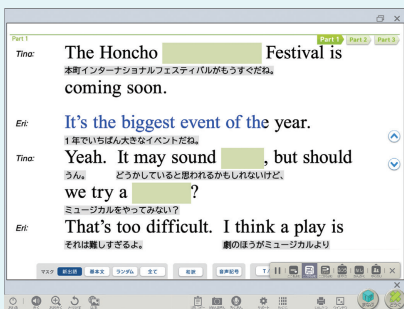 Part 1
Part 1 Part 2 Part 3
Tina: The Honcho Festival is
本町インターナショナルフェスティバルがもうすぐだね。
coming soon.
Eri: It's the biggest event of the year.
1年でいちばん大きなイベントだね。
Tina: Yeah. It may sound , but should
うん。 どうかしていると思われるかもしれないけど、
we try a ?
ミュージカルをやってみない?
Eri: That's too difficult. I think a play is
それは難しすぎるよ。 劇のほうがミュージカルより
マスク 新出語 基本文 ランダム 全て 和訳 音声記号